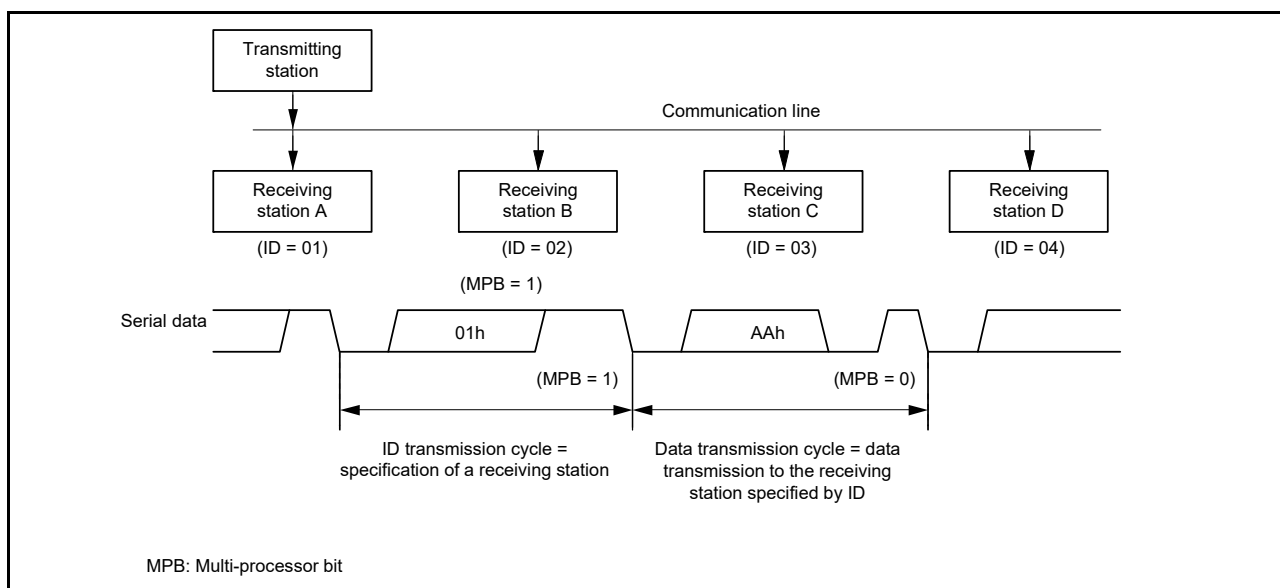 Transmitting
station
Communication line
Receiving
station A
Receiving
station B
Receiving
station C
Receiving
station D
(ID = 01)
(ID = 02)
(ID = 03)
(ID = 04)
(MPB = 1)
Serial data
01h
AAh
(MPB = 1)
(MPB = 0)
ID transmission cycle =
specification of a receiving station
Data transmission cycle = data
transmission to the receiving
station specified by ID
MPB: Multi-processor bit